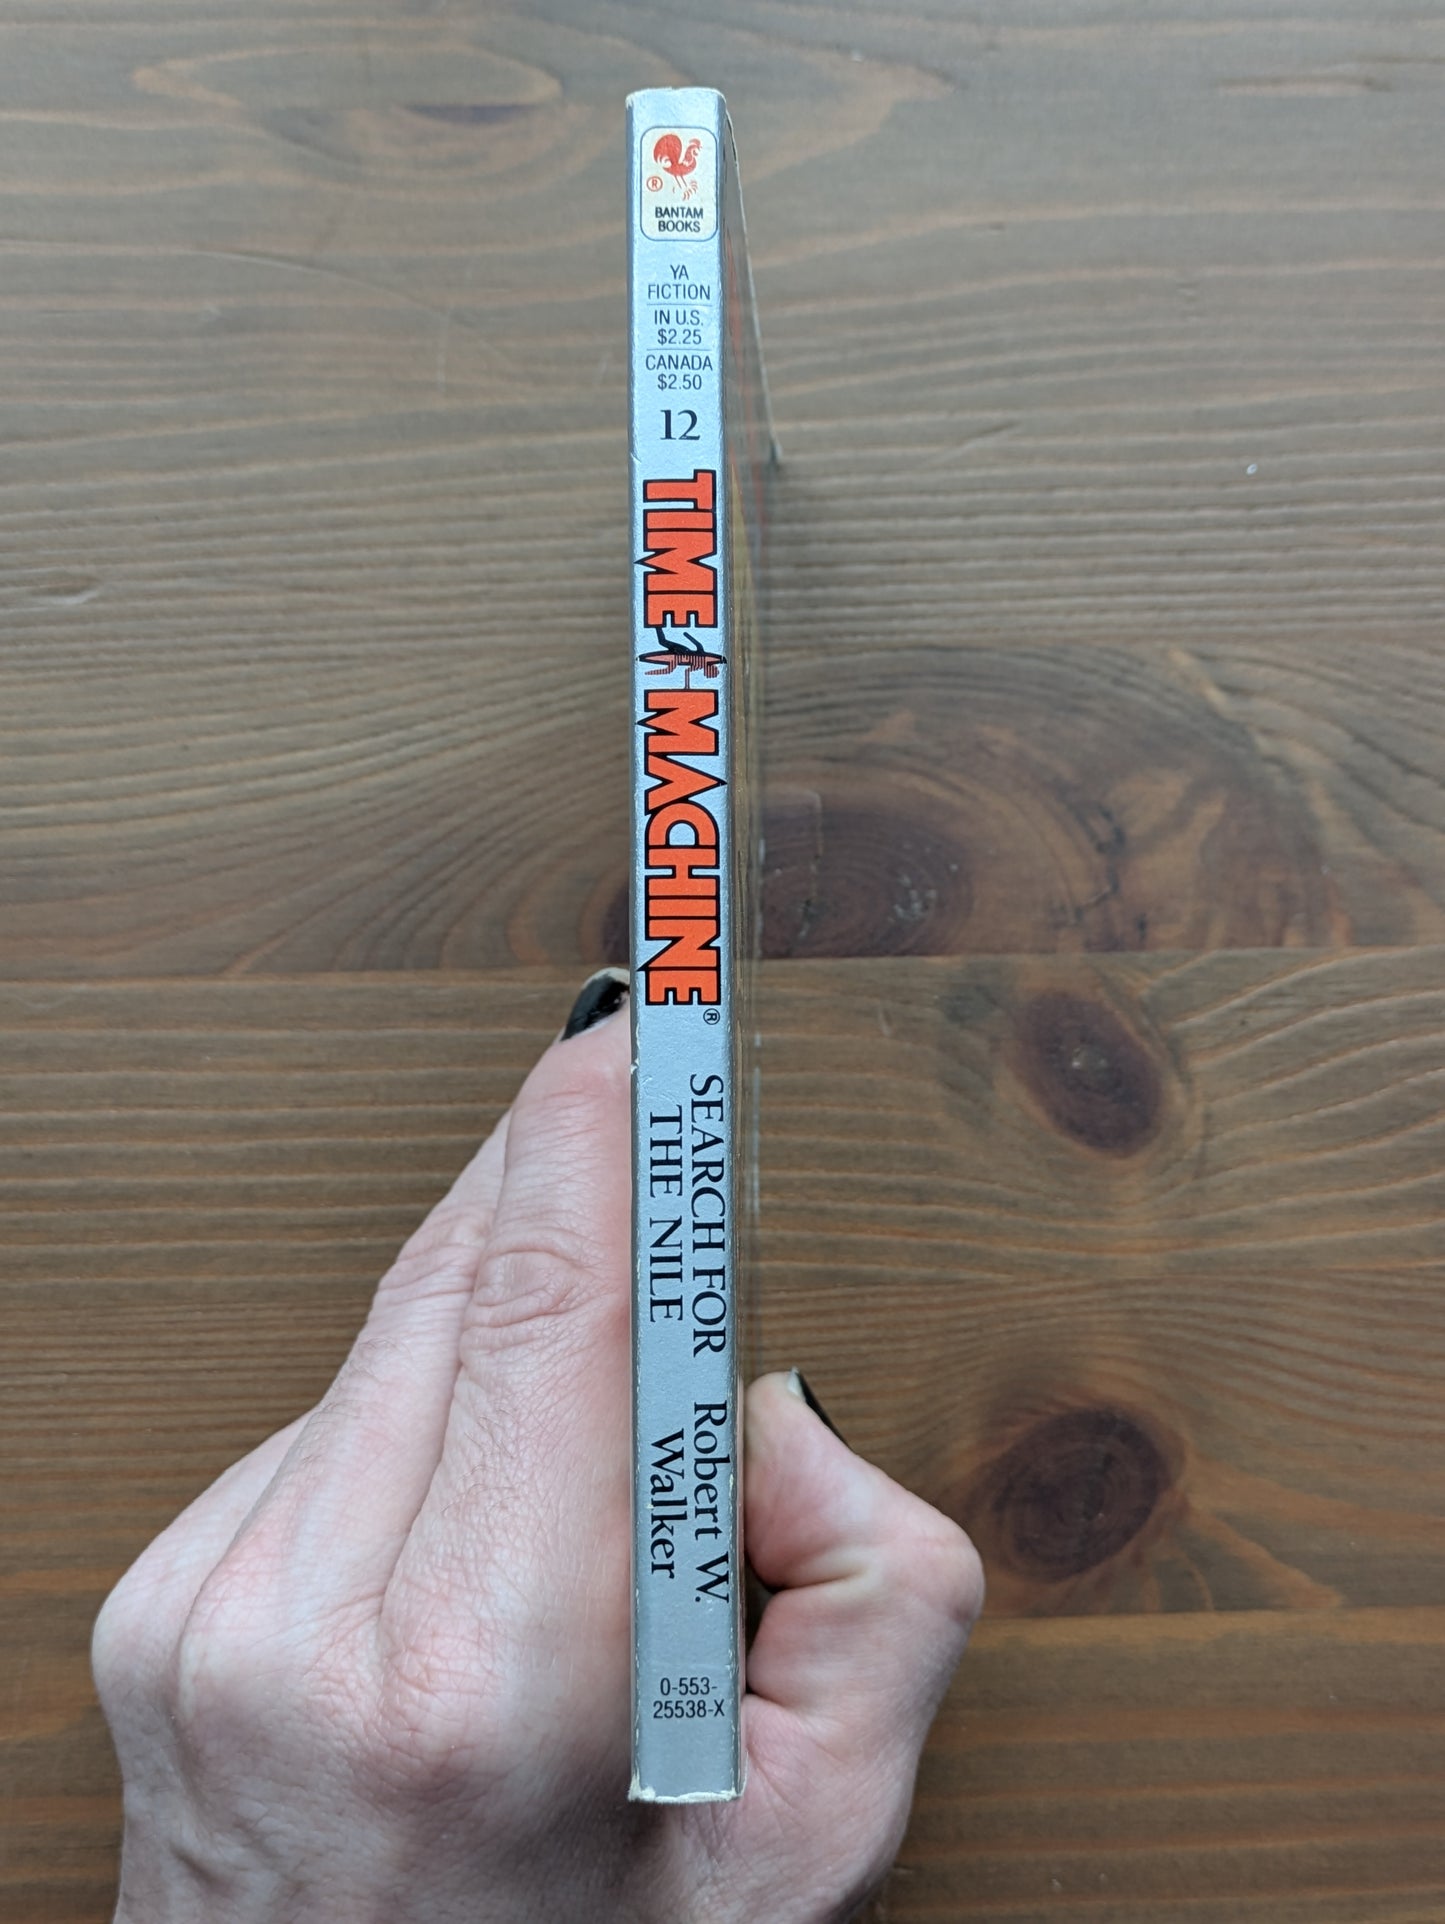 ®
BANTAM
BOOKS
YA
FICTION
IN U.S.
$2.25
CANADA
$2.50
12
TIME MACHINE®
SEARCH FOR
THE NILE
Robert W.
Walker
0-553-
25538-X